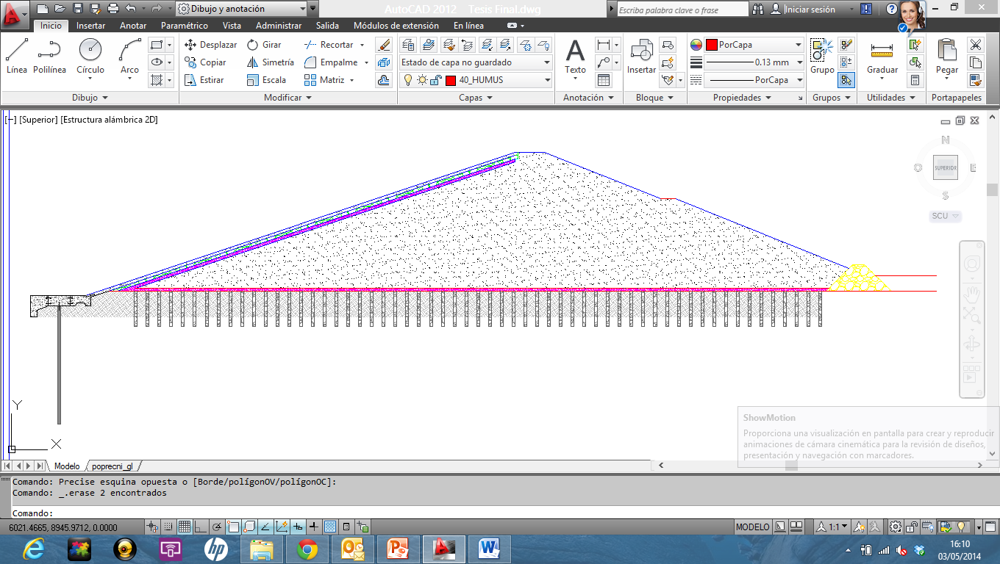 Dibujo y anotación
AutoCAD 2012 Tesis Final.dwg
Escriba palabra clave o frase
Iniciar sesión
Inicio Insertar Anotar Paramétrico Vista Administrar Salida Módulos de extensión En línea
Línea Polilínea Círculo Arco
Dibujo
Desplazar Girar Recortar
Copiar Simetría Empalme
Estirar Escala Matriz
Modificar
Estado de capa no guardado
40_HUMUS
Capas
Texto
Anotación
Insertar
Bloque
PorCapa
0.13 mm
PorCapa
Propiedades
Grupo
Grupos
Graduar
Utilidades
Pegar
Portapapeles
[−] [Superior] [Estructura alámbrica 2D]
N
O SUPERIOR E
S
SCU
Y
X
ShowMotion
Proporciona una visualización en pantalla para crear y reproducir
animaciones de cámara cinemática para la revisión de diseños,
presentación y navegación con marcadores.
Modelo poprecni_gl
Comando: Precise esquina opuesta o [Borde/polígonOV/polígonOC]:
Comando: _.erase 2 encontrados
Comando:
6021.4665, 8945.9712, 0.0000
MODELO
1:1
16:10
03/05/2014